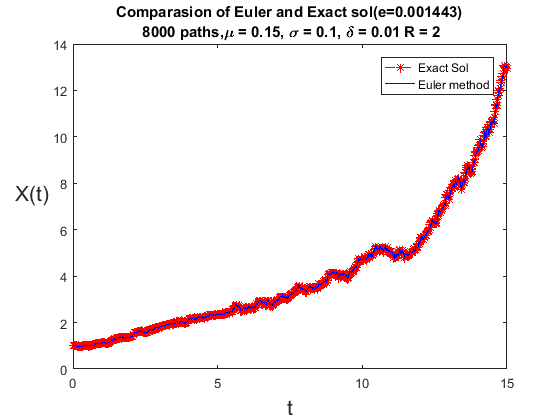 Comparasion of Euler and Exact sol(e=0.001443)
8000 paths,μ = 0.15, σ = 0.1, δ = 0.01 R = 2
14
12
10
8
6
4
2
0
X(t)
Exact Sol
Euler method
0
5
10
15
t